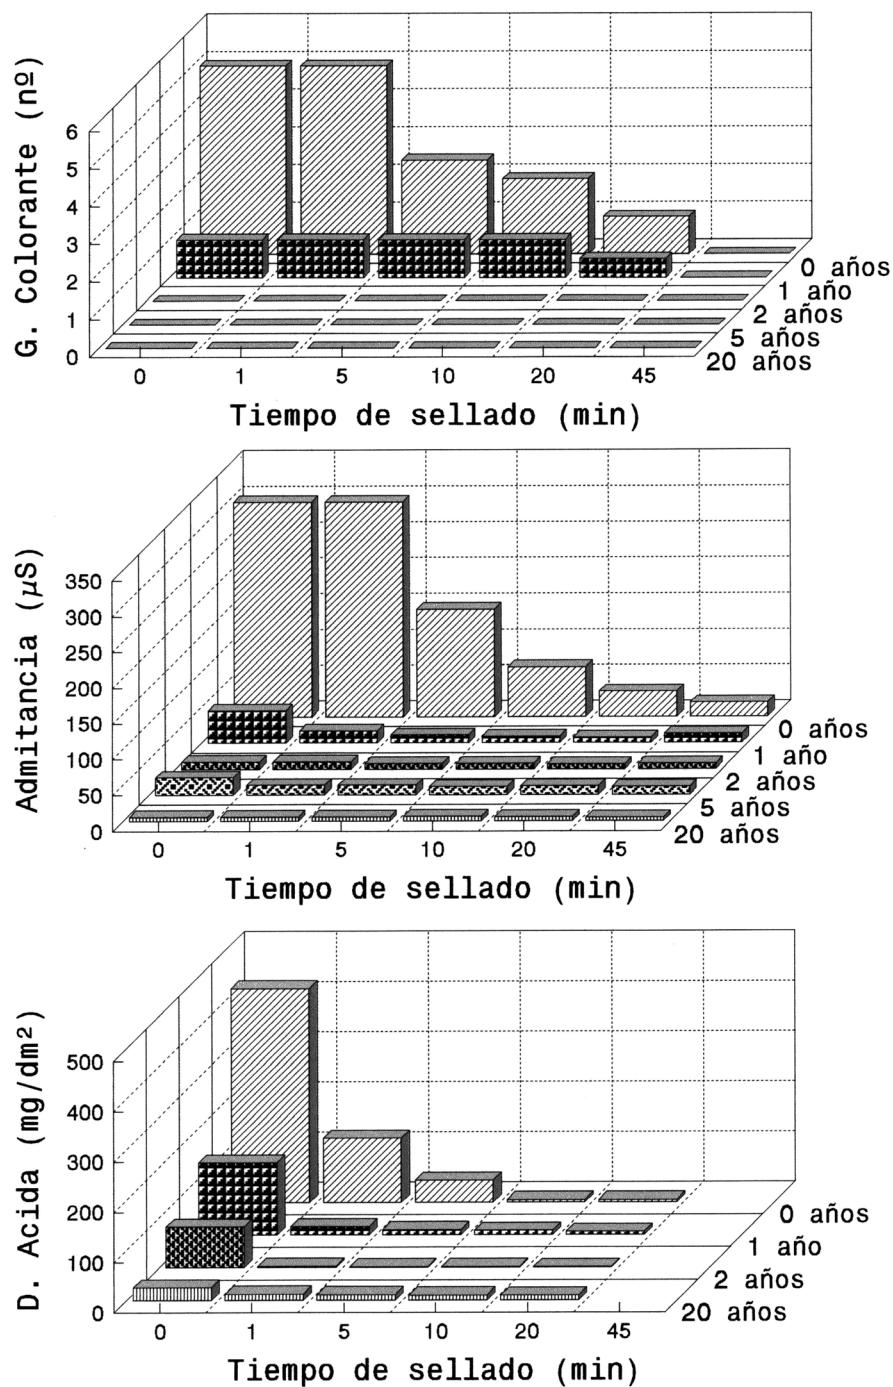 G. Colorante (nº)
6
5
4
3
2
1
0
0 1 5 10 20 45
0 años
1 año
2 años
5 años
20 años
Tiempo de sellado (min)
Admitancia (µS)
350
300
250
200
150
100
50
0
0 1 5 10 20 45
0 años
1 año
2 años
5 años
20 años
Tiempo de sellado (min)
D. Acida (mg/dm²)
500
400
300
200
100
0
0 1 5 10 20 45
0 años
1 año
2 años
20 años
Tiempo de sellado (min)